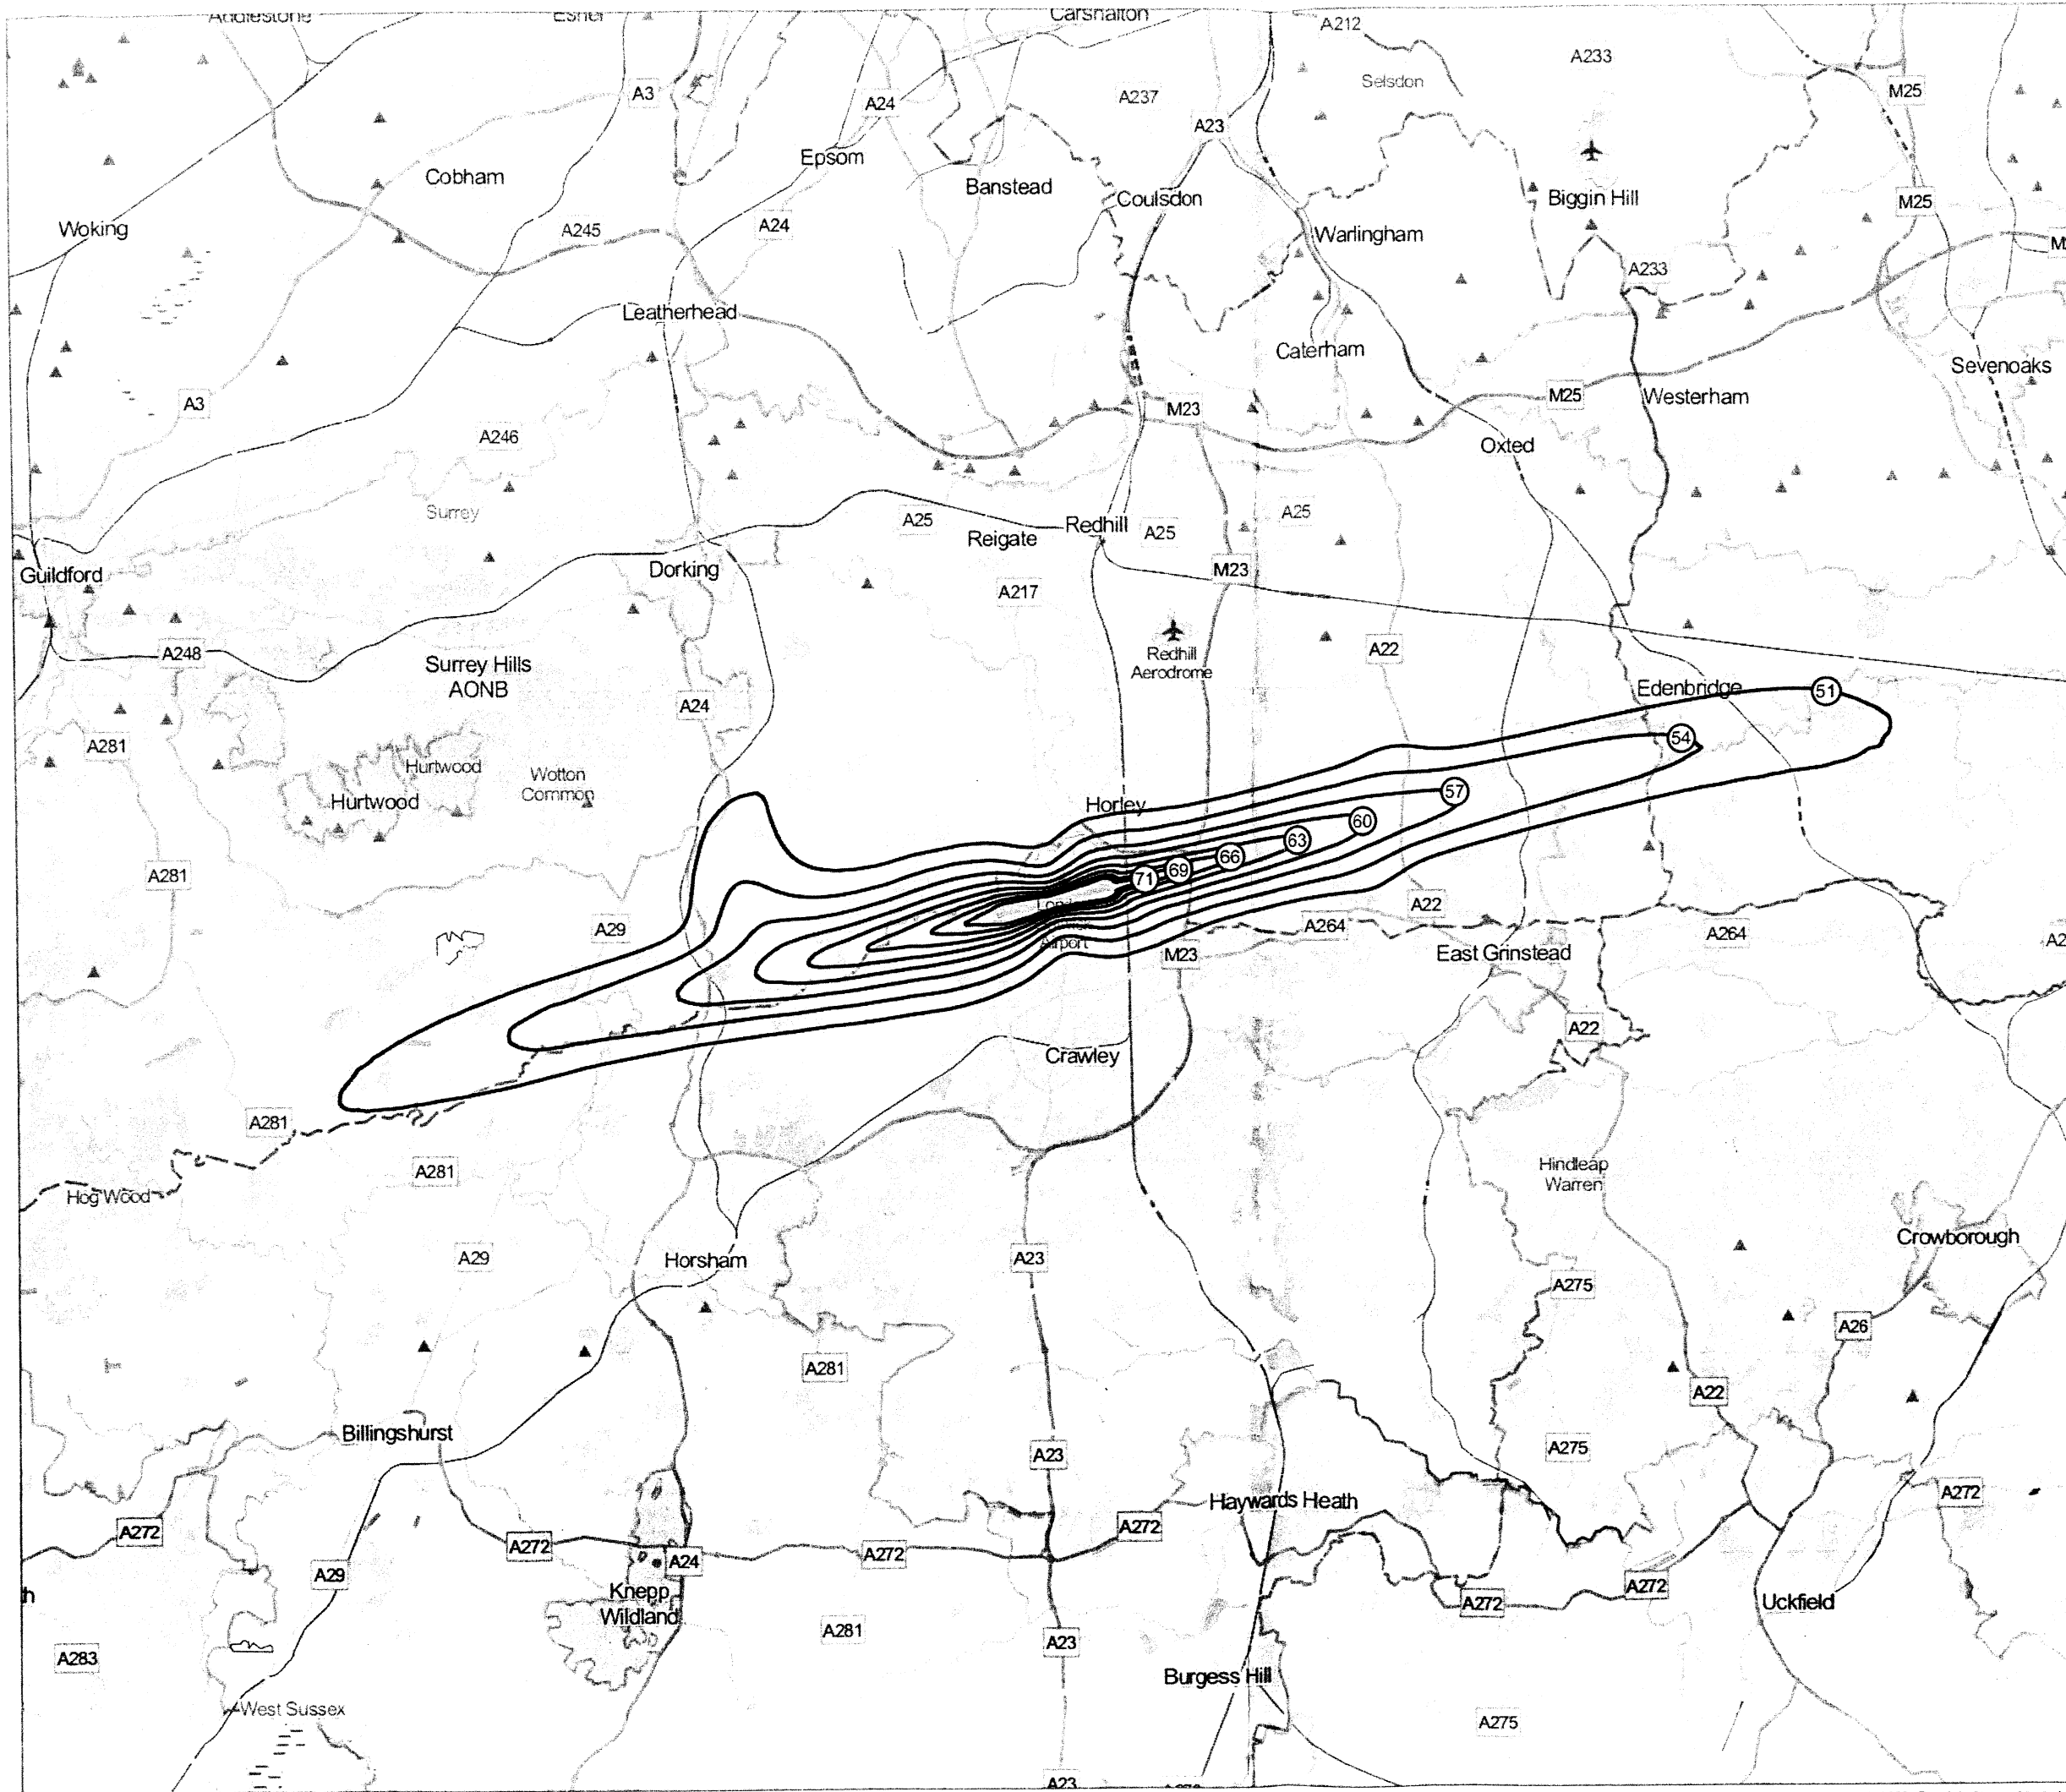 Addlestone
Esher
Carshalton
A212
A233
Selsdon
A3
A24
A237
M25
A23
Epsom
Cobham
Banstead
Coulsdon
Biggin Hill
M25
Woking
A245
A24
Warlingham
A233
Leatherhead
Caterham
Sevenoaks
A3
M23
M25
Westerham
A246
Oxted
Surrey
A25
Redhill
A25
A25
Reigate
Guildford
Dorking
M23
A217
A248
Surrey Hills
AONB
Redhill
Aerodrome
A22
Edenbridge
51
A24
54
A281
Hurtwood
Wotton
Common
Hurtwood
Horley
57
60
63
66
69
71
A281
A29
Airport
A22
A264
A264
M23
East Grinstead
A22
Crawley
A281
A281
Hindleap
Warren
Hog Wood
A29
Horsham
A23
Crowborough
A275
A26
A281
A22
Billingshurst
A23
A275
Haywards Heath
A272
A272
A272
A272
A272
A24
A29
Knepp
Wildland
A272
A272
Uckfield
A281
A23
A283
Burgess Hill
West Sussex
A275
A23